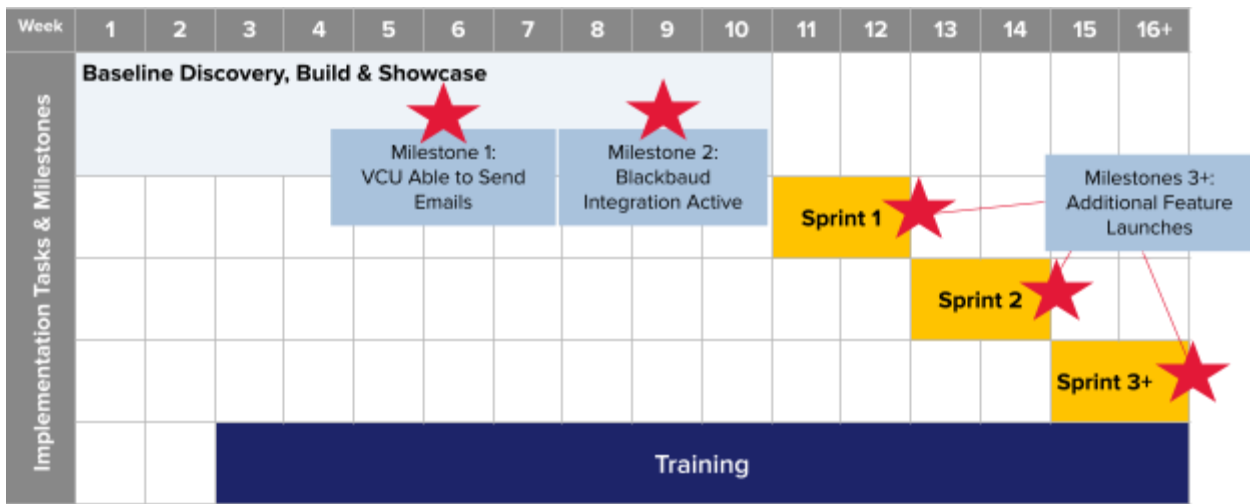 Week 1 2 3 4 5 6 7 8 9 10 11 12 13 14 15 16+
Implementation Tasks & Milestones
Baseline Discovery, Build & Showcase
Milestone 1:
VCU Able to Send
Emails
Milestone 2:
Blackbaud
Integration Active
Milestones 3+:
Additional Feature
Launches
Sprint 1
Sprint 2
Sprint 3+
Training